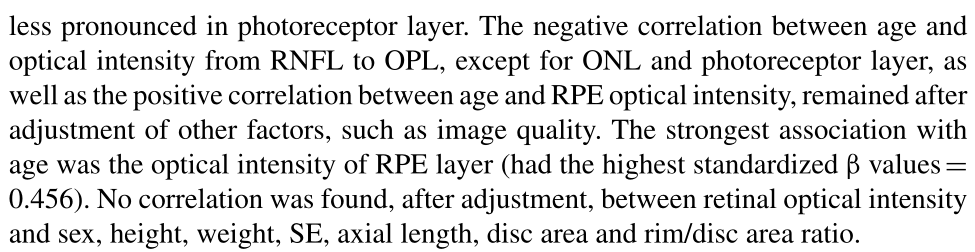 less pronounced in photoreceptor layer. The negative correlation between age and
optical intensity from RNFL to OPL, except for ONL and photoreceptor layer, as
well as the positive correlation between age and RPE optical intensity, remained after
adjustment of other factors, such as image quality. The strongest association with
age was the optical intensity of RPE layer (had the highest standardized β values =
0.456). No correlation was found, after adjustment, between retinal optical intensity
and sex, height, weight, SE, axial length, disc area and rim/disc area ratio.